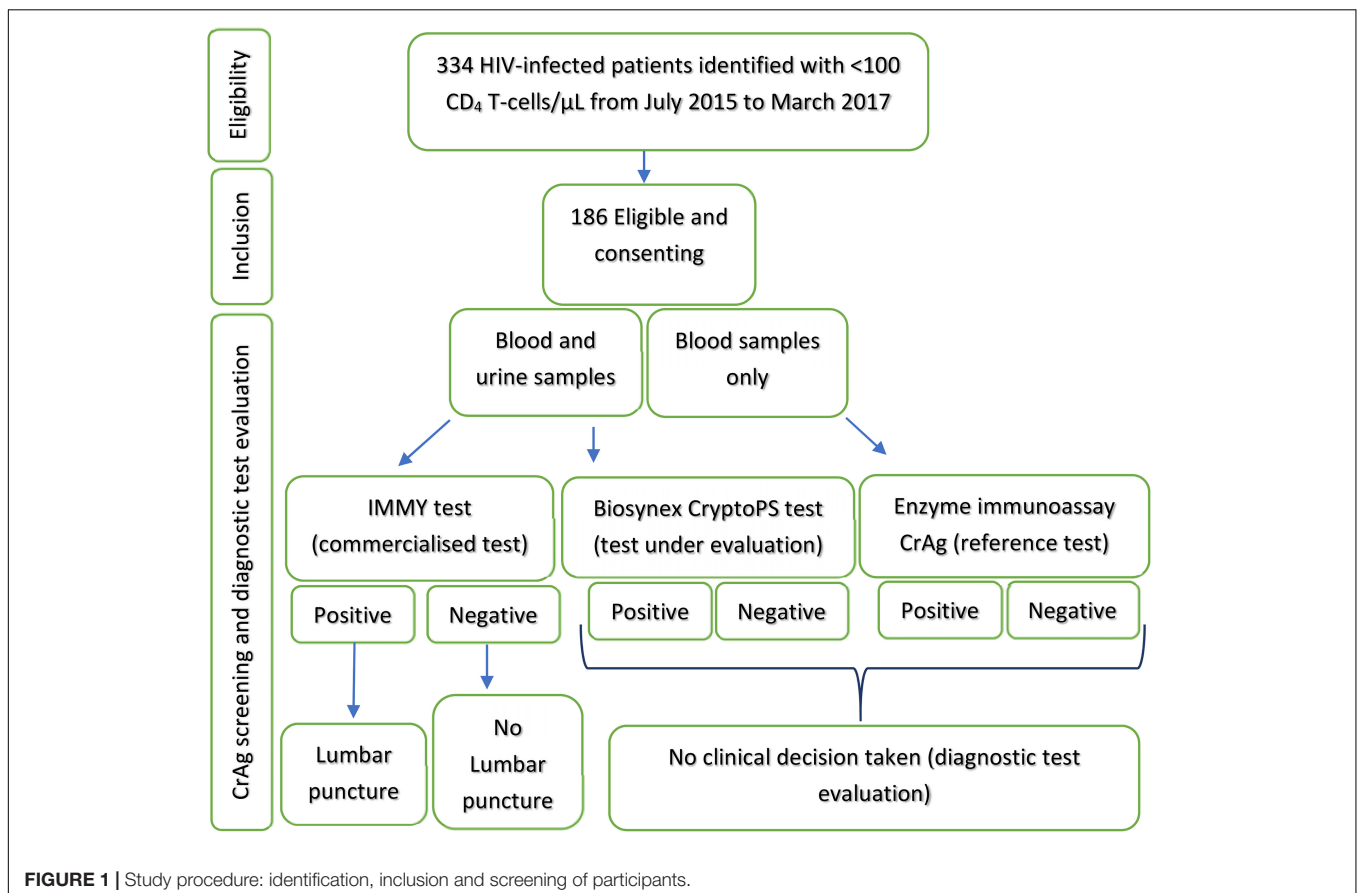 Eligibility
334 HIV-infected patients identified with <100
CD₄ T-cells/µL from July 2015 to March 2017
Inclusion
186 Eligible and
consenting
CrAg screening and diagnostic test evaluation
Blood and
urine samples
Blood samples
only
IMMY test
(commercialised test)
Biosynex CryptoPS test
(test under evaluation)
Enzyme immunoassay
CrAg (reference test)
Positive
Negative
Positive
Negative
Positive
Negative
Lumbar
puncture
No
Lumbar
puncture
No clinical decision taken (diagnostic test
evaluation)
FIGURE 1 | Study procedure: identification, inclusion and screening of participants.